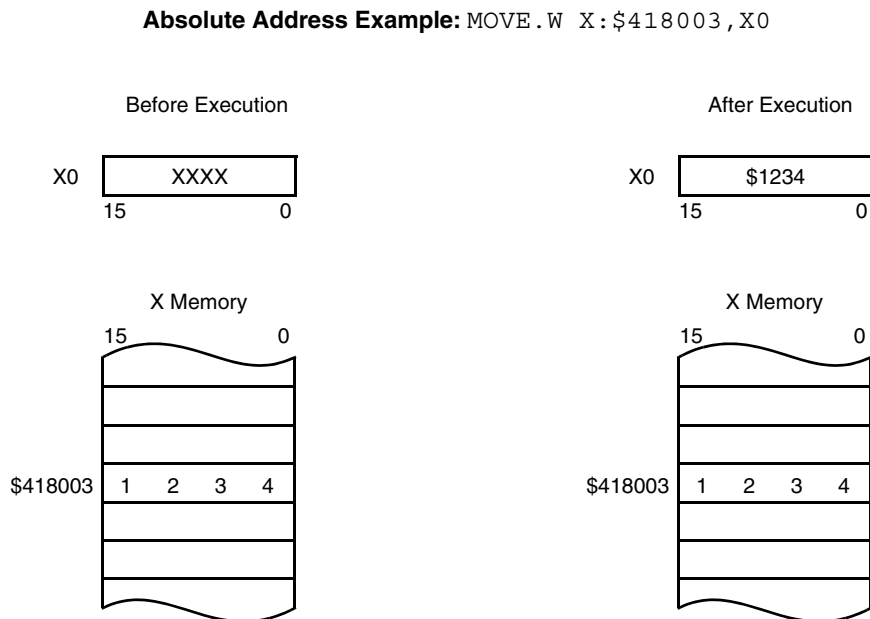 Absolute Address Example: MOVE.W X:$418003,X0
Before Execution
After Execution
X0 XXXX
15 0
X0 $1234
15 0
X Memory
15 0
$418003 1 2 3 4
X Memory
15 0
$418003 1 2 3 4